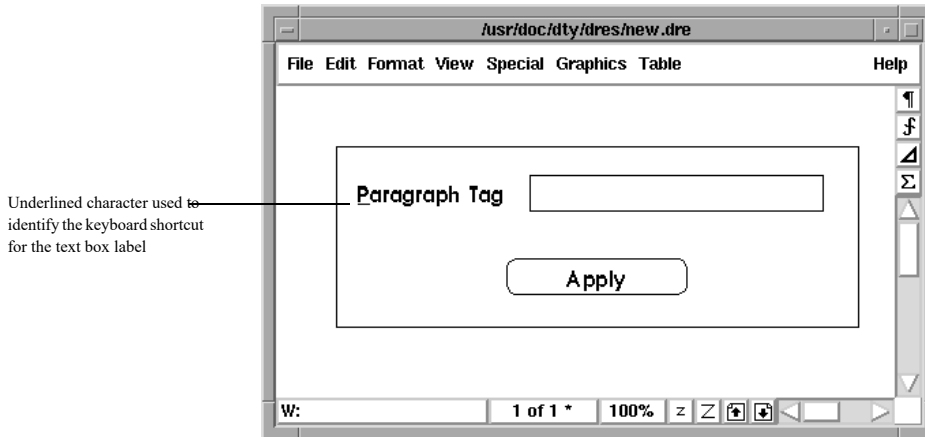 /usr/doc/dty/dres/new.dre
File Edit Format View Special Graphics Table Help
¶
Σ
Paragraph Tag
Underlined character used to
identify the keyboard shortcut
for the text box label
Apply
W: 1 of 1 * 100% z Z